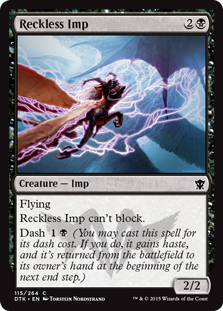 Reckless Imp 2
Creature — Imp
Flying
Reckless Imp can't block.
Dash 1 (You may cast this spell for
its dash cost. If you do, it gains haste,
and it's returned from the battlefield to
its owner's hand at the beginning of the
next end step.)
2/2
115/264 C
DTK • EN Torstein Nordstrand
™ & © 2015 Wizards of the Coast